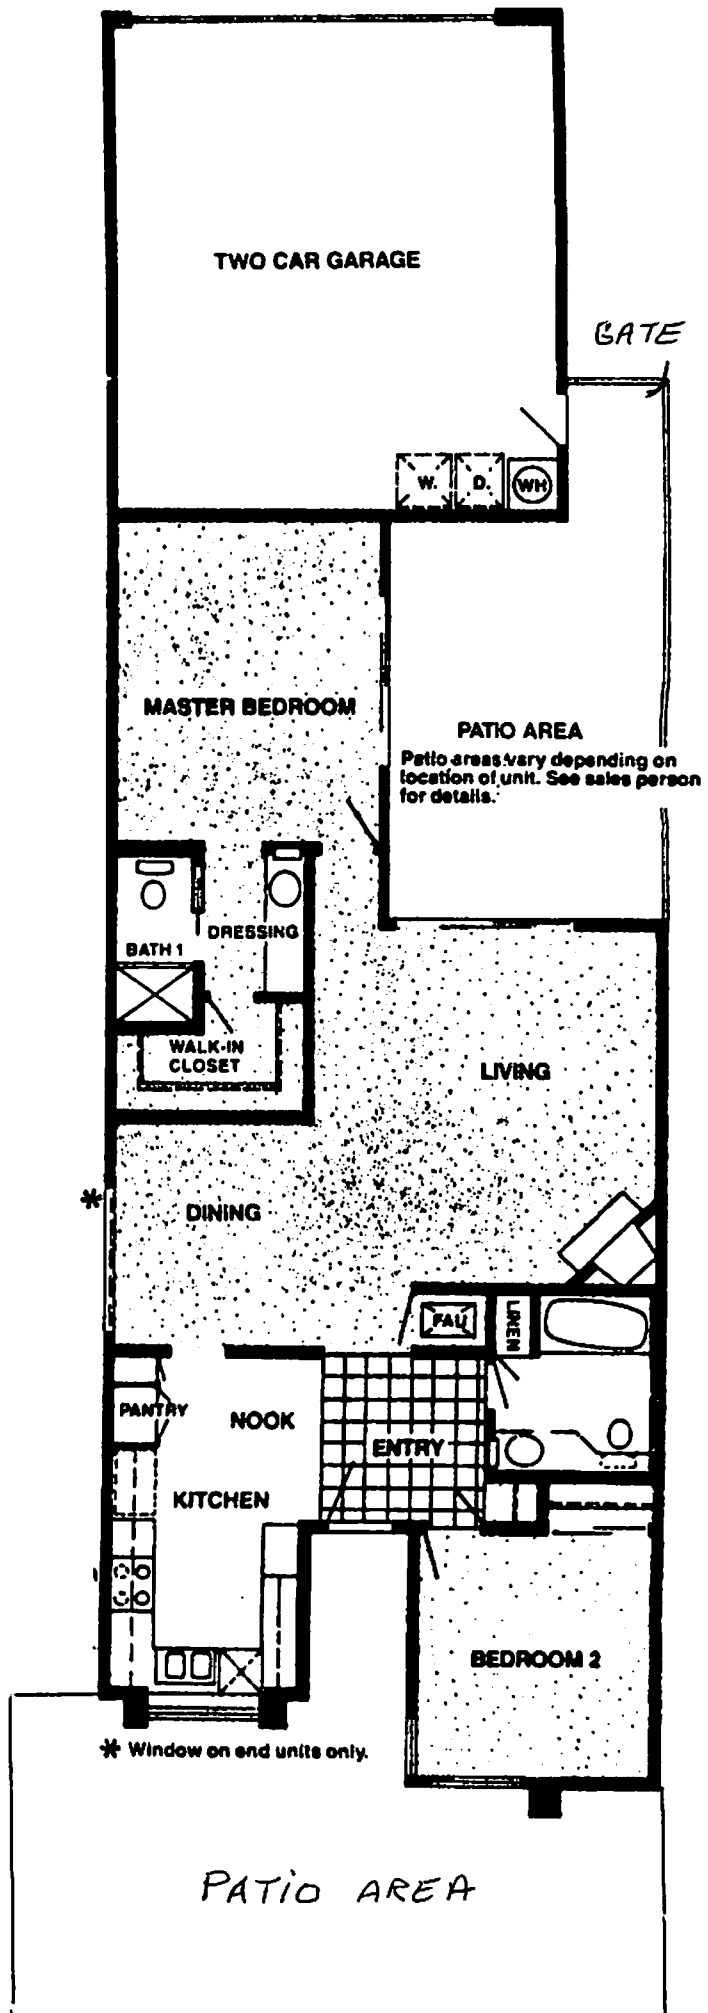 TWO CAR GARAGE
GATE
W.
D.
WH
MASTER BEDROOM
PATIO AREA
Patio areas vary depending on
location of unit. See sales person
for details.
DRESSING
BATH 1
WALK-IN
CLOSET
LIVING
*
DINING
FAU
LINEN
PANTRY
NOOK
ENTRY
KITCHEN
BEDROOM 2
* Window on end units only.
PATIO AREA